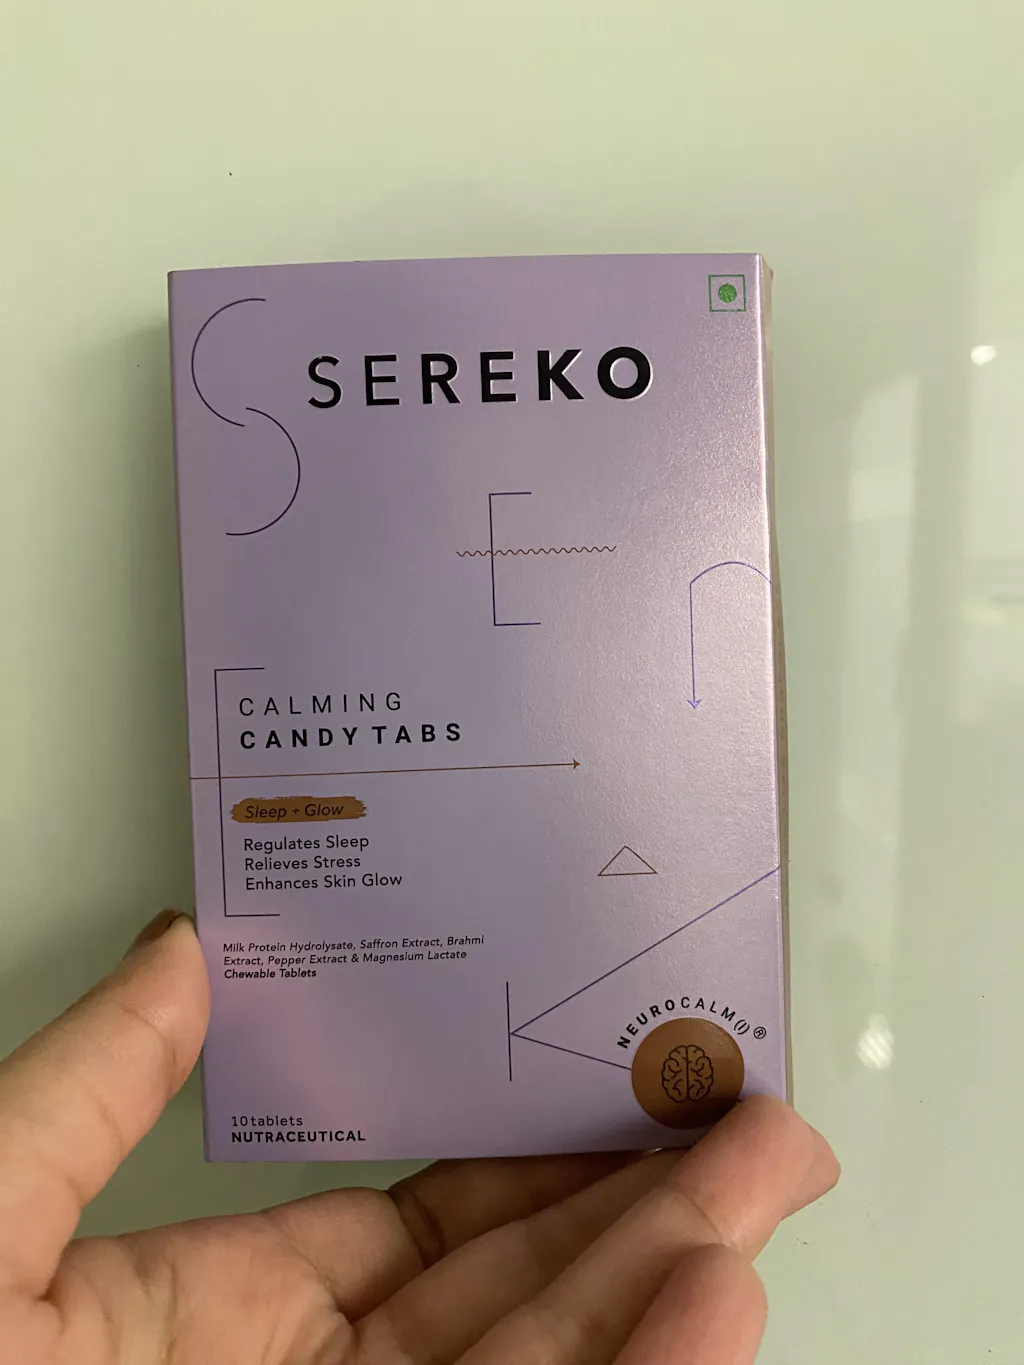 SEREKO
CALMING
CANDY TABS
Sleep + Glow
Regulates Sleep
Relieves Stress
Enhances Skin Glow
Milk Protein Hydrolysate, Saffron Extract, Brahmi
Extract, Pepper Extract & Magnesium Lactate
Chewable Tablets
NEUROCALM(I)®
10 tablets
NUTRACEUTICAL